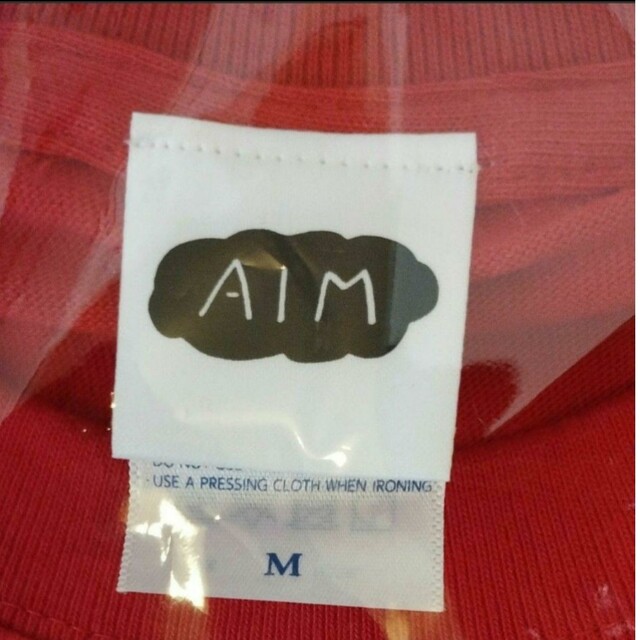 AIM
USE A PRESSING CLOTH WHEN IRONING
M